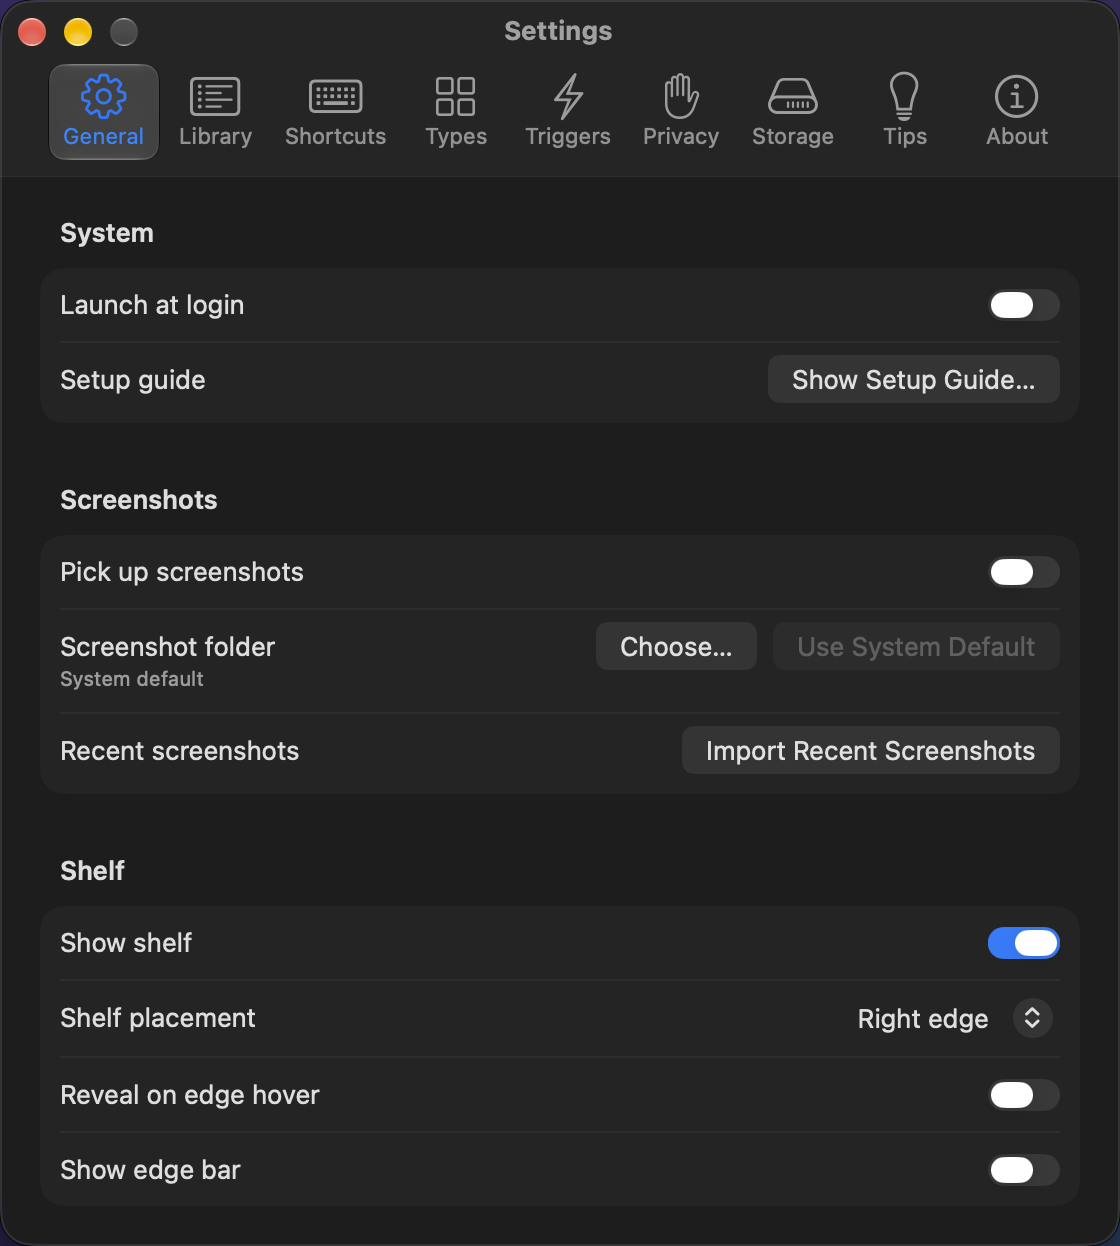 Settings
General
Library
Shortcuts
Types
Triggers
Privacy
Storage
Tips
About
System
Launch at login
Setup guide
Show Setup Guide...
Screenshots
Pick up screenshots
Screenshot folder
Choose...
Use System Default
System default
Recent screenshots
Import Recent Screenshots
Shelf
Show shelf
Shelf placement
Right edge
Reveal on edge hover
Show edge bar